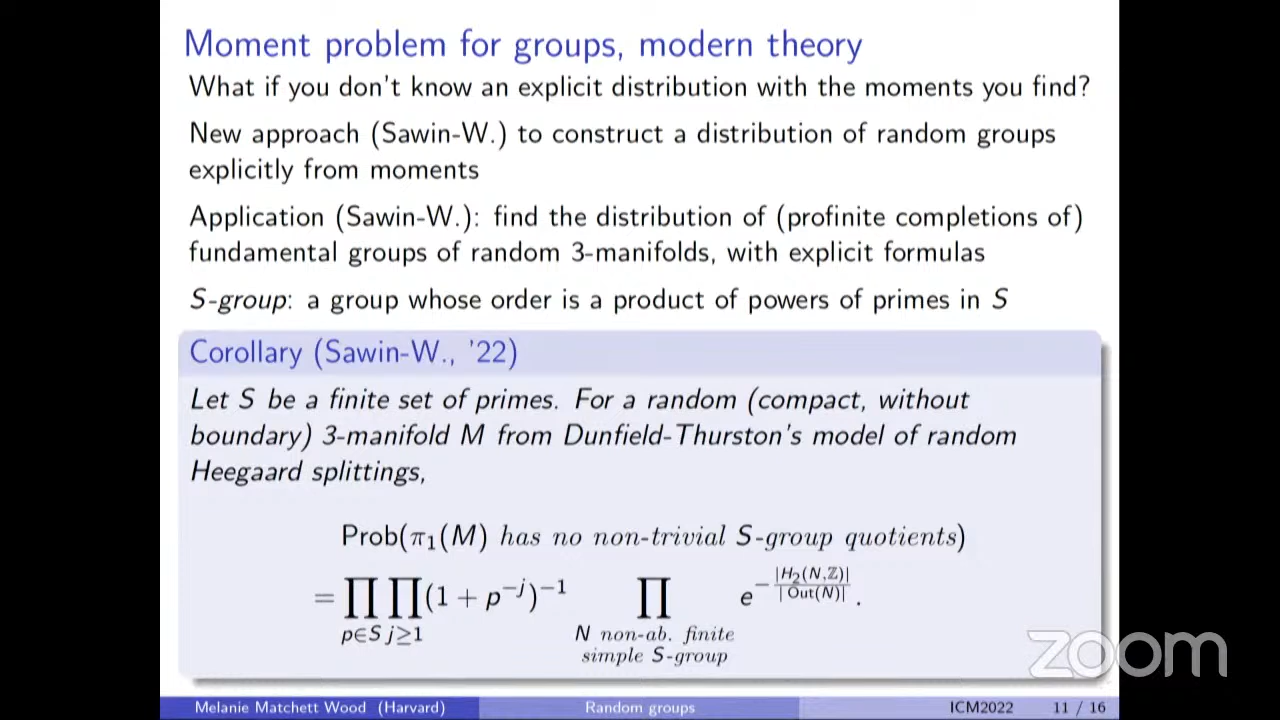 Moment problem for groups, modern theory
What if you don't know an explicit distribution with the moments you find?
New approach (Sawin-W.) to construct a distribution of random groups
explicitly from moments
Application (Sawin-W.): find the distribution of (profinite completions of)
fundamental groups of random 3-manifolds, with explicit formulas
S-group: a group whose order is a product of powers of primes in S
Corollary (Sawin-W., '22)
Let S be a finite set of primes. For a random (compact, without
boundary) 3-manifold M from Dunfield-Thurston's model of random
Heegaard splittings,
Prob(π₁(M) has no non-trivial S-group quotients)
= ∏_{p∈S} ∏_{j≥1} (1 + p^{−j})^{−1} ∏_{N non-ab. finite simple S-group} e^{−|H₂(N,ℤ)|/|Out(N)|}.
zoom
Melanie Matchett Wood (Harvard) Random groups ICM2022 11 / 16